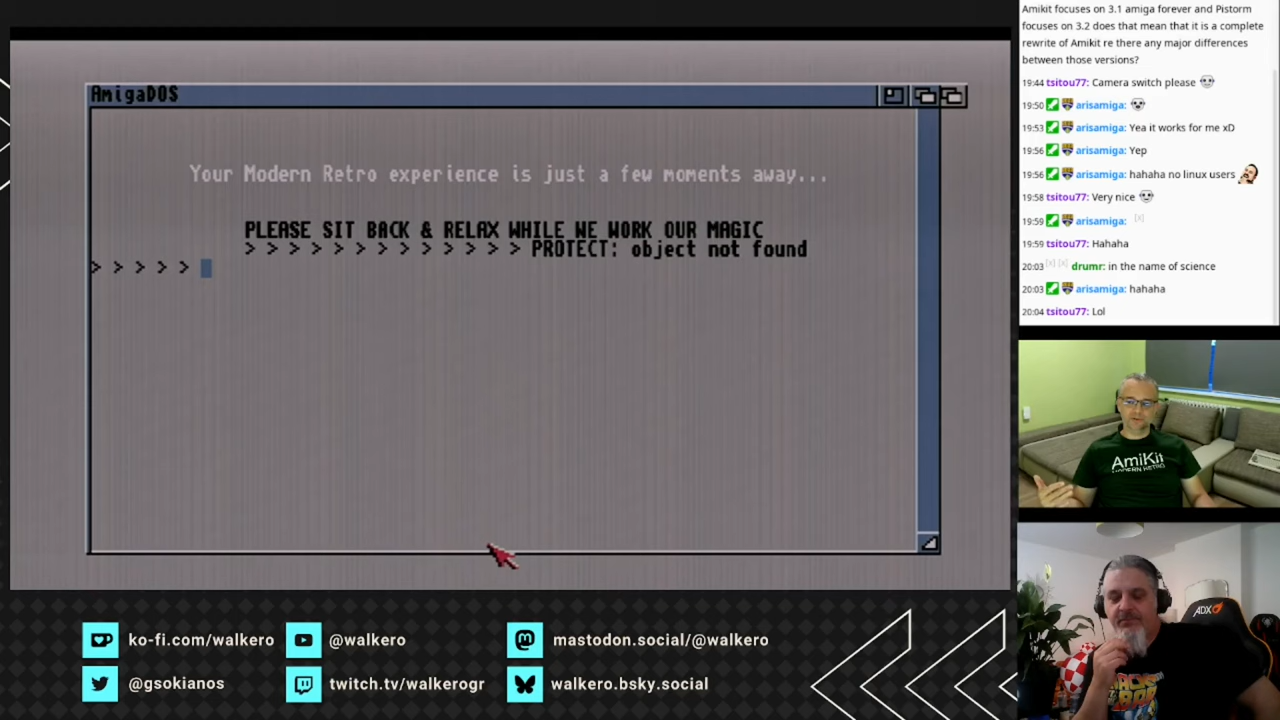 AmigaDOS
Your Modern Retro experience is just a few moments away...
PLEASE SIT BACK & RELAX WHILE WE WORK OUR MAGIC
> > > > > > > > > > > > > PROTECT: object not found
> > > > >
Amikit focuses on 3.1 amiga forever and Pistorm
focuses on 3.2 does that mean that it is a complete
rewrite of Amikit re there any major differences
between those versions?
19:44 tsitou77: Camera switch please
19:50 arisamiga:
19:53 arisamiga: Yea it works for me xD
19:56 arisamiga: Yep
19:56 arisamiga: hahaha no linux users
19:58 tsitou77: Very nice
19:59 arisamiga: [x]
19:59 tsitou77: Hahaha
20:03 [x] [x] drumr: in the name of science
20:03 arisamiga: hahaha
20:04 tsitou77: Lol
AmiKit
MODERN RETRO
ADX
BACK
TO THE
ko-fi.com/walkero
@walkero
mastodon.social/@walkero
@gsokianos
twitch.tv/walkerogr
walkero.bsky.social